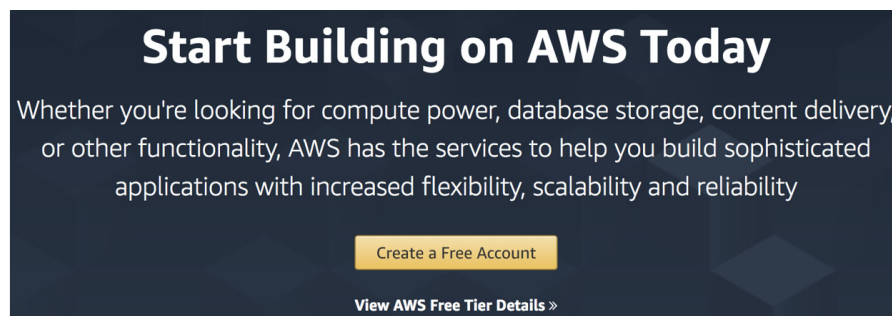 Start Building on AWS Today
Whether you're looking for compute power, database storage, content delivery,
or other functionality, AWS has the services to help you build sophisticated
applications with increased flexibility, scalability and reliability
Create a Free Account
View AWS Free Tier Details »